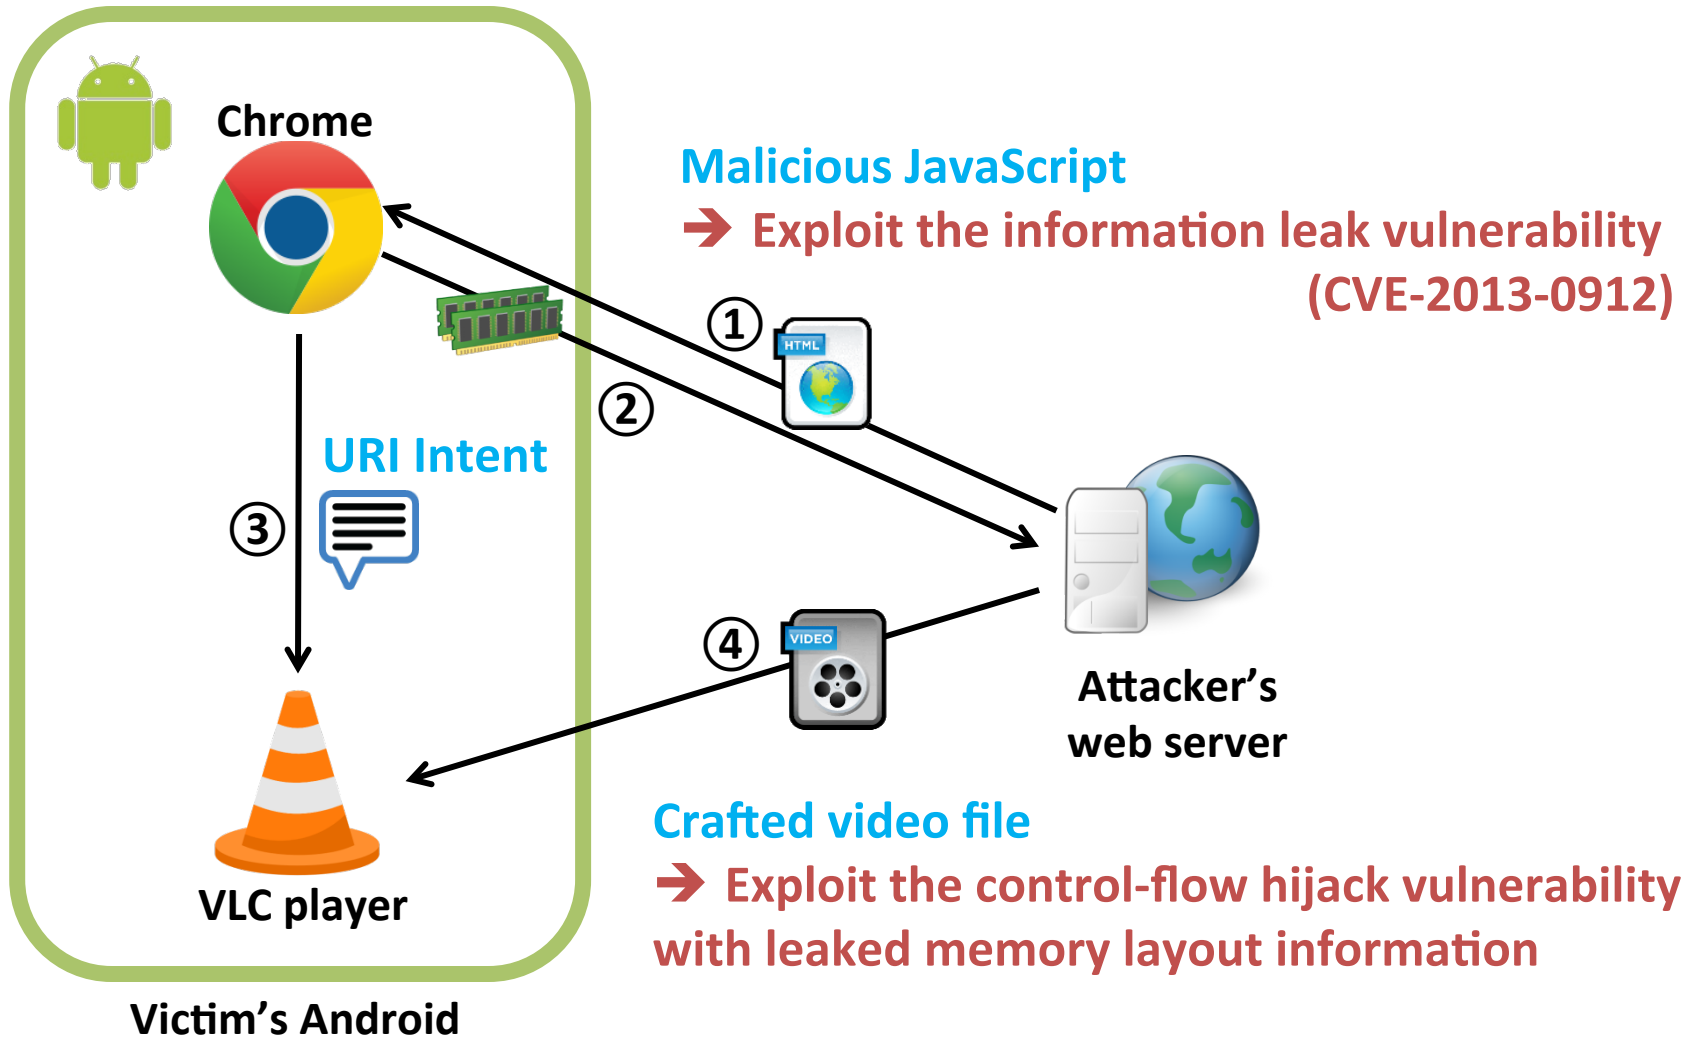 Chrome
Malicious JavaScript
➔ Exploit the information leak vulnerability
(CVE-2013-0912)
①
HTML
②
URI Intent
③
④
VIDEO
Attacker’s
web server
VLC player
Crafted video file
➔ Exploit the control-flow hijack vulnerability
with leaked memory layout information
Victim’s Android